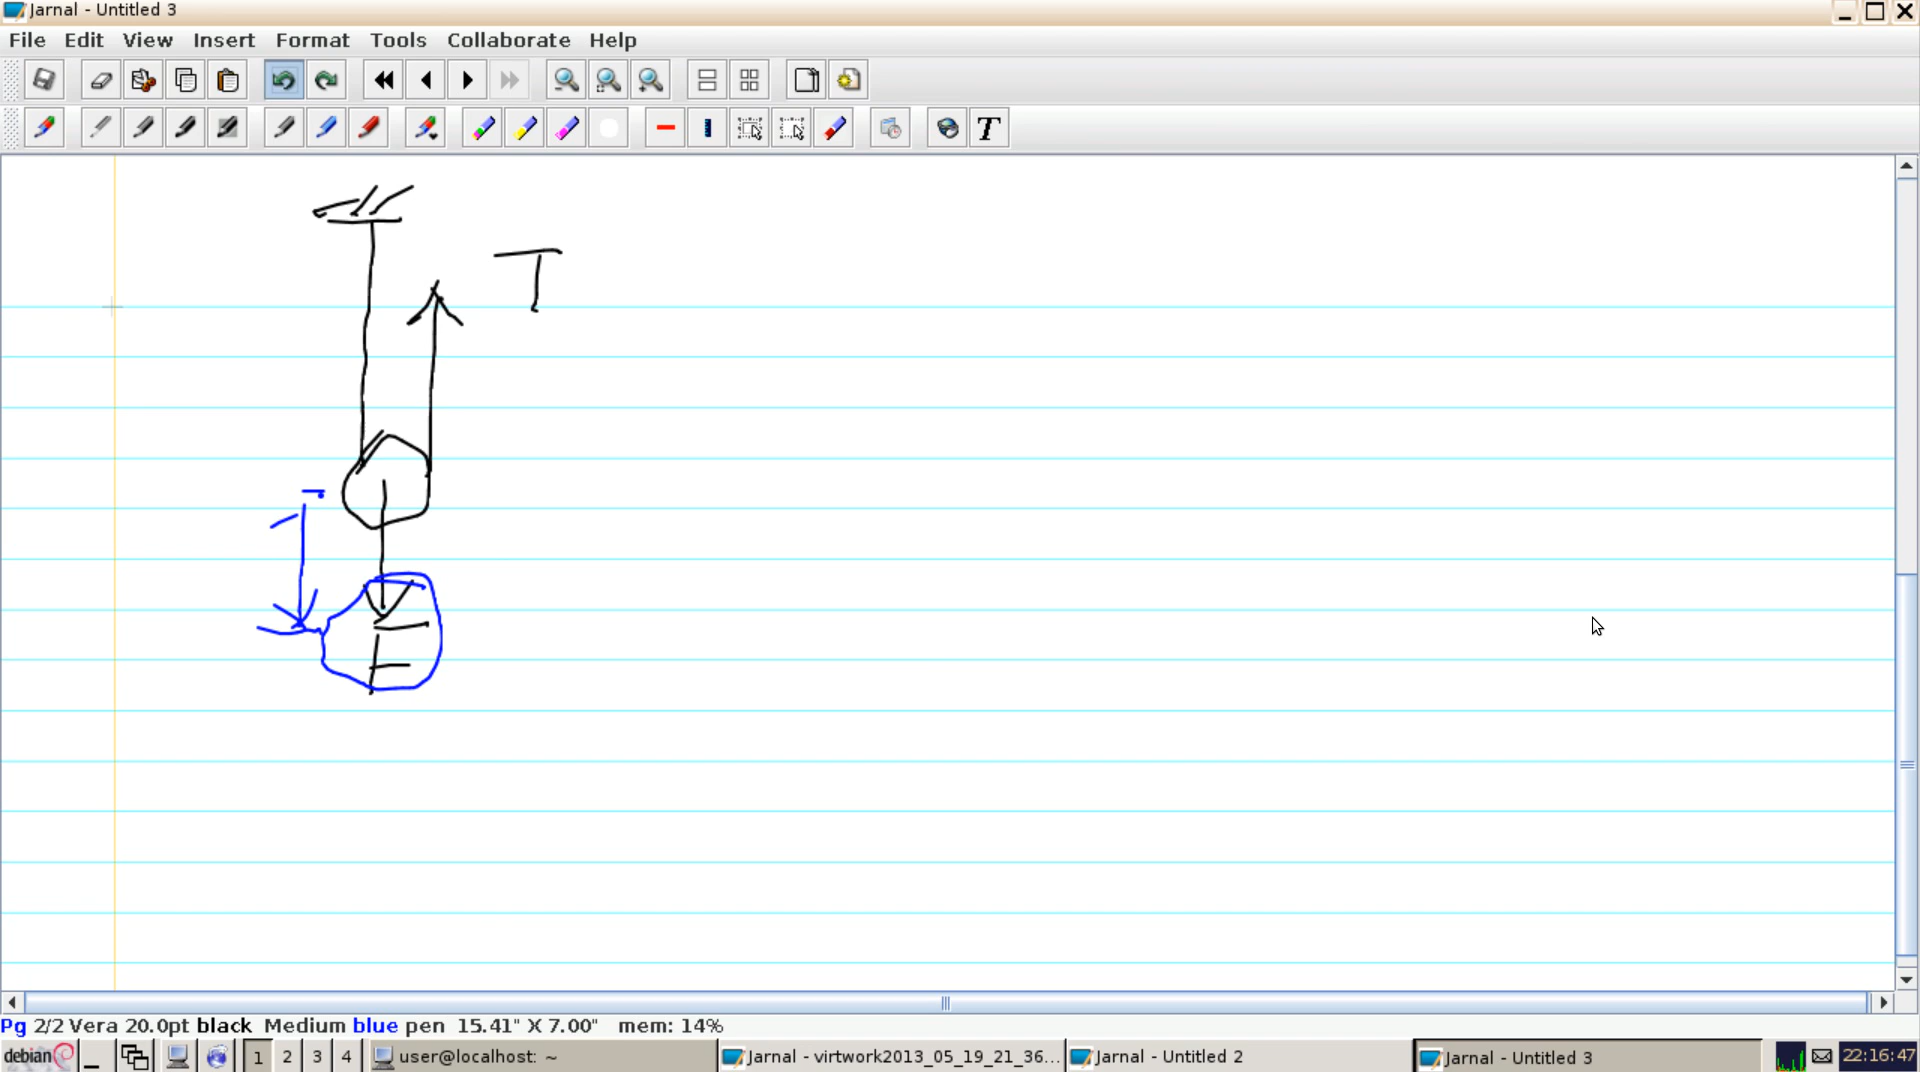 Jarnal - Untitled 3
File Edit View Insert Format Tools Collaborate Help
T
T
F
Pg 2/2 Vera 20.0pt black Medium blue pen 15.41" X 7.00" mem: 14%
debian 1 2 3 4 user@localhost: ~ Jarnal - virtwork2013_05_19_21_36... Jarnal - Untitled 2 Jarnal - Untitled 3 22:16:47